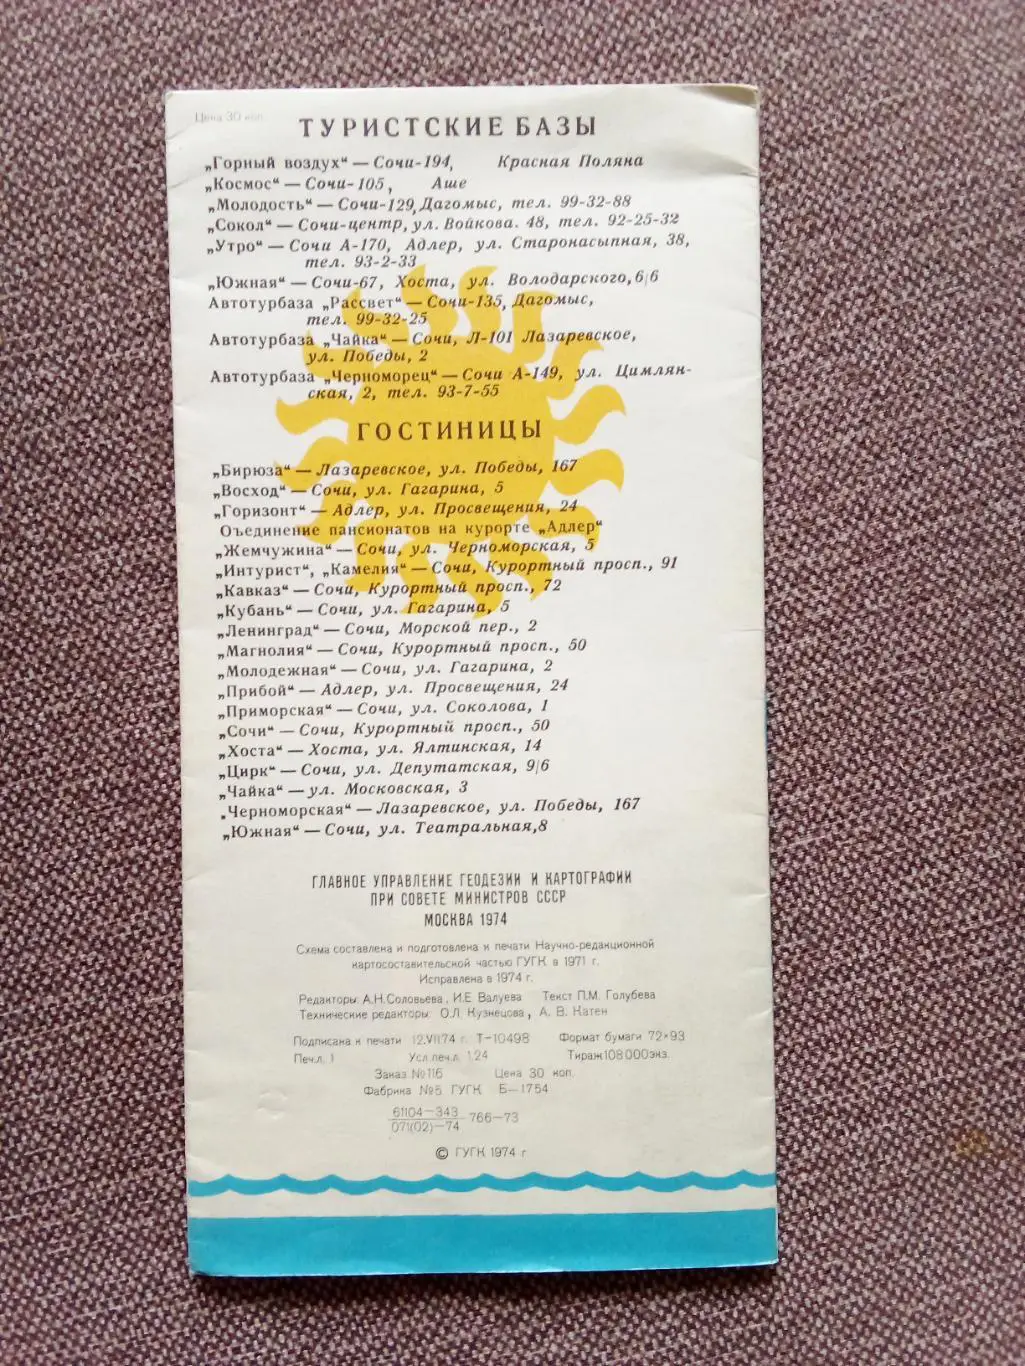 Цена 30 коп.
ТУРИСТСКИЕ БАЗЫ
„Горный воздух“ — Сочи-194, Красная Поляна
„Космос“ — Сочи-105, Аше
„Молодость“ — Сочи-129, Дагомыс, тел. 99-32-88
„Сокол“ — Сочи-центр, ул. Войкова. 48, тел. 92-25-32
„Утро“ — Сочи А-170, Адлер, ул. Старонасыпная, 38,
тел. 93-2-33
„Южная“ — Сочи-67, Хоста, ул. Володарского, 6/6
Автотурбаза „Рассвет“ — Сочи-135, Дагомыс,
тел. 99-32-25
Автотурбаза „Чайка“ — Сочи, Л-101 Лазаревское,
ул. Победы, 2
Автотурбаза „Черноморец“ — Сочи А-149, ул. Цимлян-
ская, 2, тел. 93-7-55
ГОСТИНИЦЫ
„Бирюза“ — Лазаревское, ул. Победы, 167
„Восход“ — Сочи, ул. Гагарина, 5
„Горизонт“ — Адлер, ул. Просвещения, 24
Оъединение пансионатов на курорте „Адлер“
„Жемчужина“ — Сочи, ул. Черноморская, 5
„Интурист“, „Камелия“ — Сочи, Курортный просп., 91
„Кавказ“ — Сочи, Курортный просп., 72
„Кубань“ — Сочи, ул. Гагарина, 5
„Ленинград“ — Сочи, Морской пер., 2
„Магнолия“ — Сочи, Курортный просп., 50
„Молодежная“ — Сочи, ул. Гагарина, 2
„Прибой“ — Адлер, ул. Просвещения, 24
„Приморская“ — Сочи, ул. Соколова, 1
„Сочи“ — Сочи, Курортный просп., 50
„Хоста“ — Хоста, ул. Ялтинская, 14
„Цирк“ — Сочи, ул. Депутатская, 9/6
„Чайка“ — ул. Московская, 3
„Черноморская“ — Лазаревское, ул. Победы, 167
„Южная“ — Сочи, ул. Театральная, 8
ГЛАВНОЕ УПРАВЛЕНИЕ ГЕОДЕЗИИ И КАРТОГРАФИИ
ПРИ СОВЕТЕ МИНИСТРОВ СССР
МОСКВА 1974
Схема составлена и подготовлена к печати Научно-редакционной
картосоставительской частью ГУГК в 1971 г.
Исправлена в 1974 г.
Редакторы: А.Н.Соловьева, И.Е. Валуева Текст П.М. Голубева
Технические редакторы: О.Л. Кузнецова, А. В. Катен
Подписана к печати 12.VII74 г. Т-10498 Формат бумаги 72×93
Печ.л. 1 Усл.печ.л. 1.24 Тираж 108000 экз.
Заказ №116 Цена 30 коп.
Фабрика №5 ГУГК Б-1754
61104-343
071(02)-74 766-73
© ГУГК 1974 г